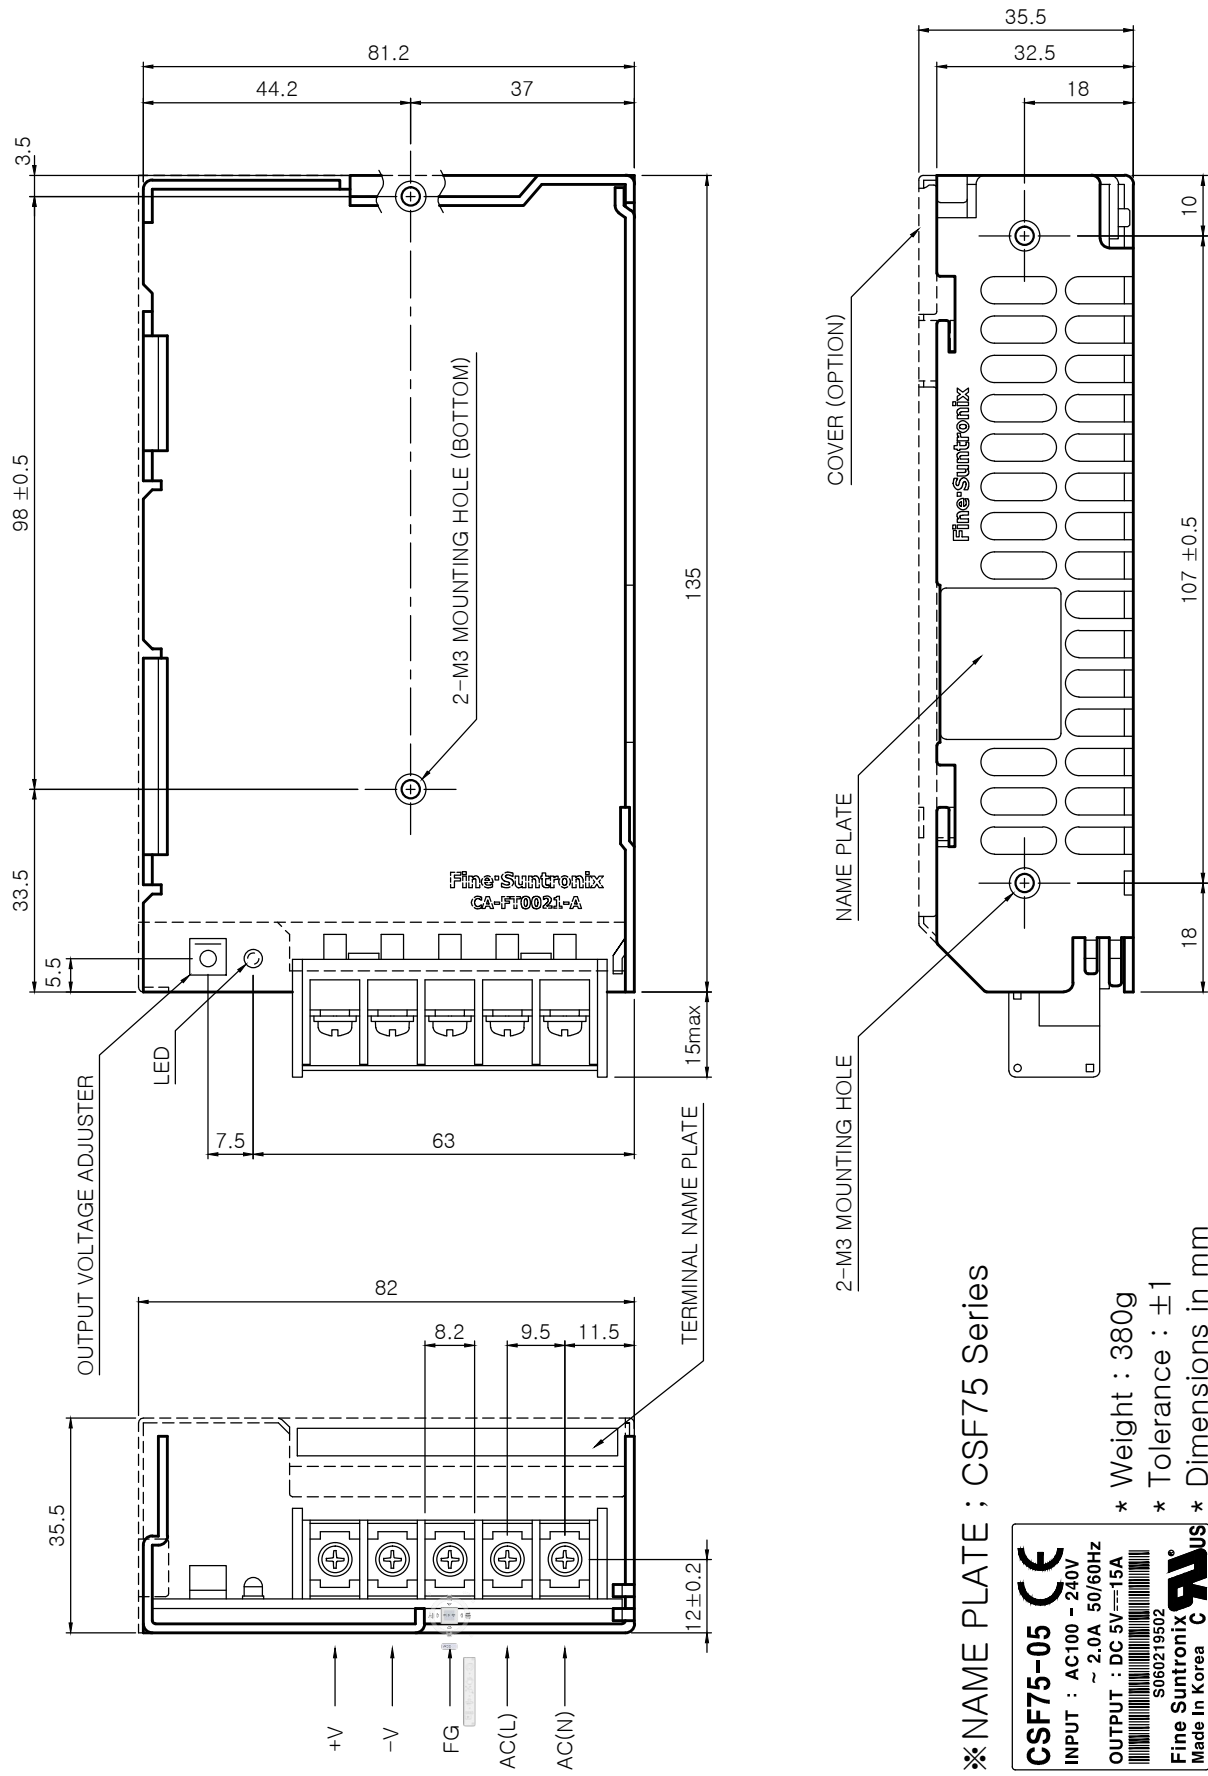 81.2
44.2
37
3.5
98 ±0.5
33.5
5.5
135
15max
2-M3 MOUNTING HOLE (BOTTOM)
Fine·Suntronix
CA-FT0021-A
OUTPUT VOLTAGE ADJUSTER
LED
7.5
63
TERMINAL NAME PLATE
82
8.2
9.5
11.5
35.5
12±0.2
+V
-V
FG
AC(L)
AC(N)
35.5
32.5
18
10
107 ±0.5
18
COVER (OPTION)
Fine·Suntronix
NAME PLATE
2-M3 MOUNTING HOLE
※NAME PLATE ; CSF75 Series
CSF75-05 CE
INPUT : AC100 - 240V
~ 2.0A 50/60Hz
OUTPUT : DC 5V⎓15A
S060219502
Fine Suntronix
Made In Korea C RU® US
* Weight : 380g
* Tolerance : ±1
* Dimensions in mm